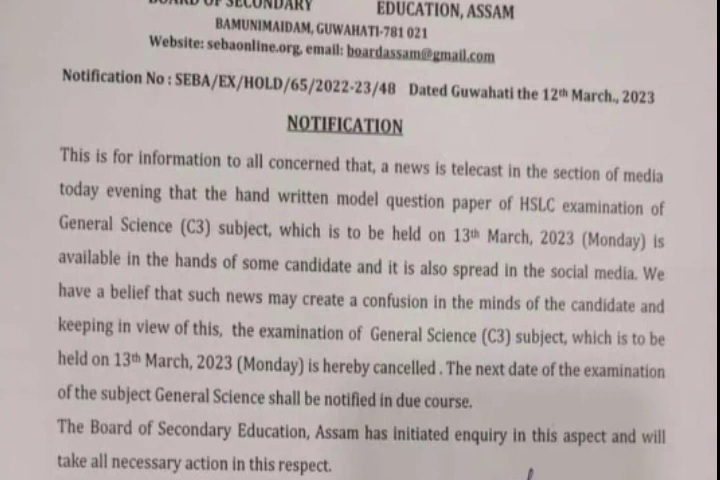 BOARD OF SECONDARY EDUCATION, ASSAM
BAMUNIMAIDAM, GUWAHATI-781 021
Website: sebaonline.org, email: boardassam@gmail.com
Notification No : SEBA/EX/HOLD/65/2022-23/48 Dated Guwahati the 12th March., 2023
NOTIFICATION
This is for information to all concerned that, a news is telecast in the section of media
today evening that the hand written model question paper of HSLC examination of
General Science (C3) subject, which is to be held on 13th March, 2023 (Monday) is
available in the hands of some candidate and it is also spread in the social media. We
have a belief that such news may create a confusion in the minds of the candidate and
keeping in view of this, the examination of General Science (C3) subject, which is to be
held on 13th March, 2023 (Monday) is hereby cancelled . The next date of the examination
of the subject General Science shall be notified in due course.
The Board of Secondary Education, Assam has initiated enquiry in this aspect and will
take all necessary action in this respect.